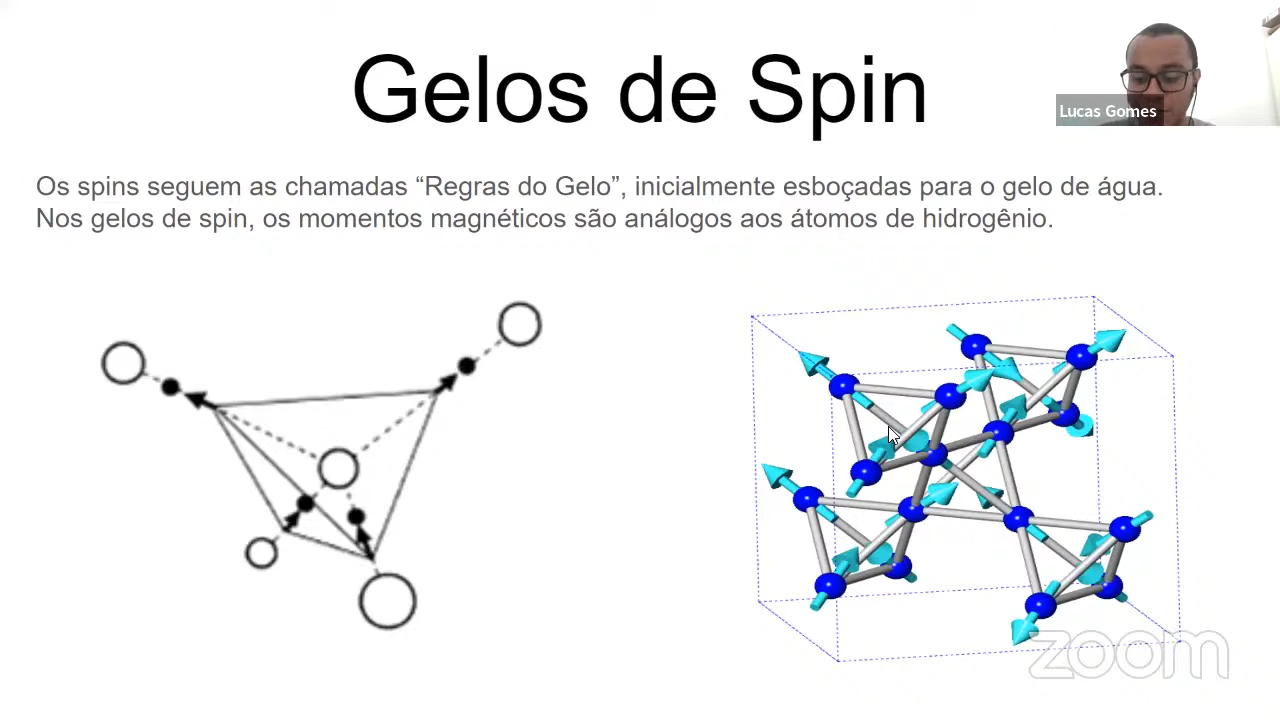 Gelos de Spin
Lucas Gomes
Os spins seguem as chamadas “Regras do Gelo”, inicialmente esboçadas para o gelo de água.
Nos gelos de spin, os momentos magnéticos são análogos aos átomos de hidrogênio.
zoom